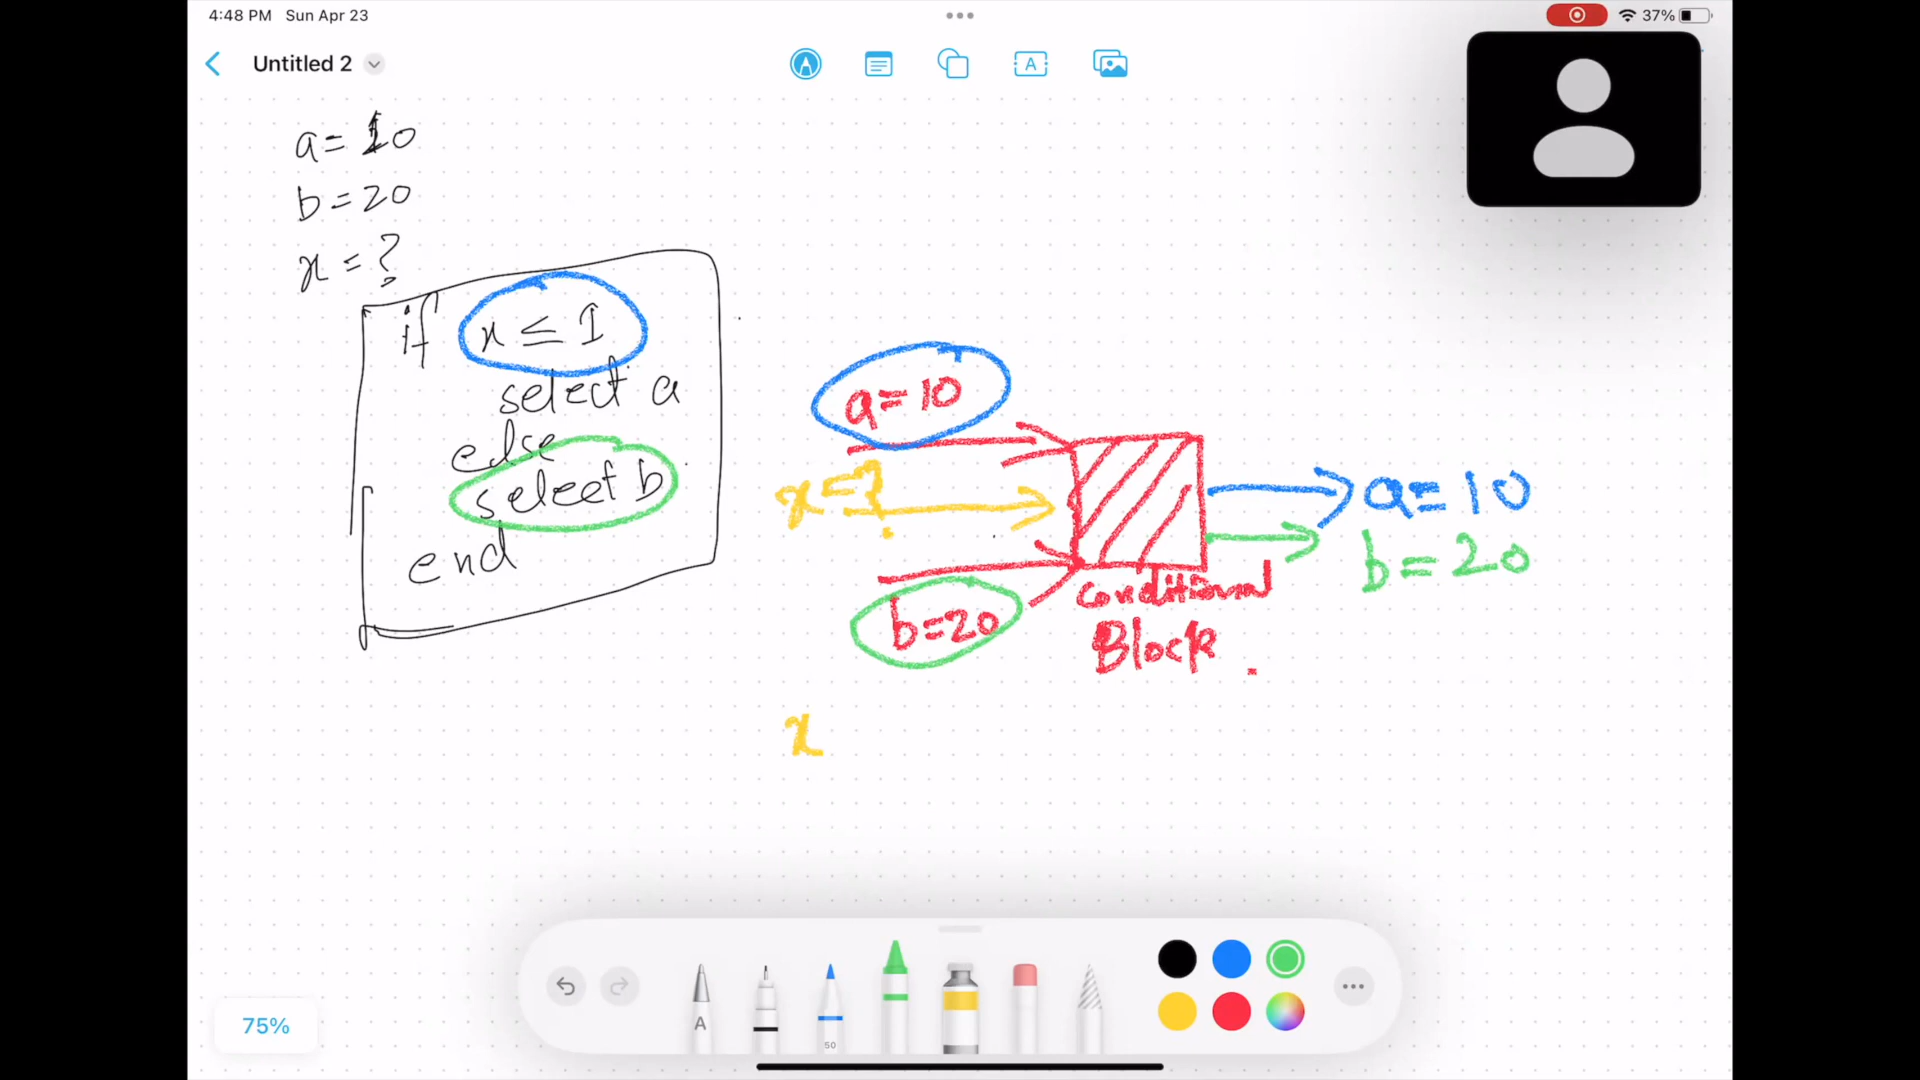 4:48 PM Sun Apr 23
37%
Untitled 2
A
a = 10
b = 20
x = ?
if x ≤ 1
select a
else
select b
end
a = 10
x = ?
b = 20
Conditional
Block
a = 10
b = 20
x
A
50
75%